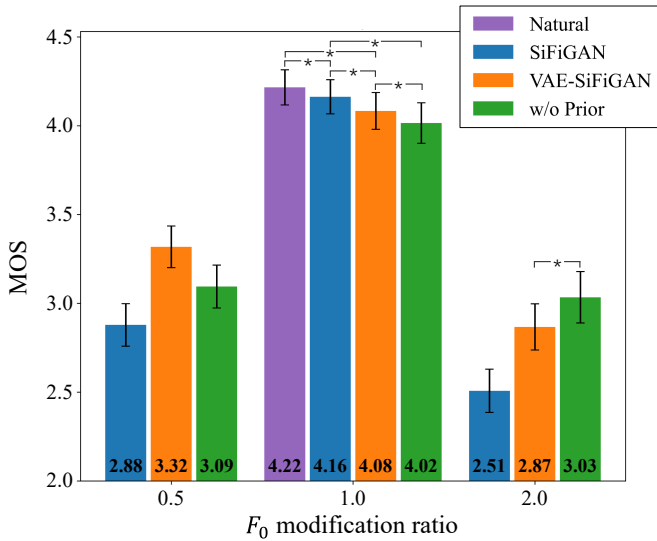 Natural
SiFiGAN
VAE-SiFiGAN
w/o Prior
MOS
4.5
4.0
3.5
3.0
2.5
2.0
* *
* * *
*
2.88 3.32 3.09 4.22 4.16 4.08 4.02 2.51 2.87 3.03
0.5 1.0 2.0
F₀ modification ratio